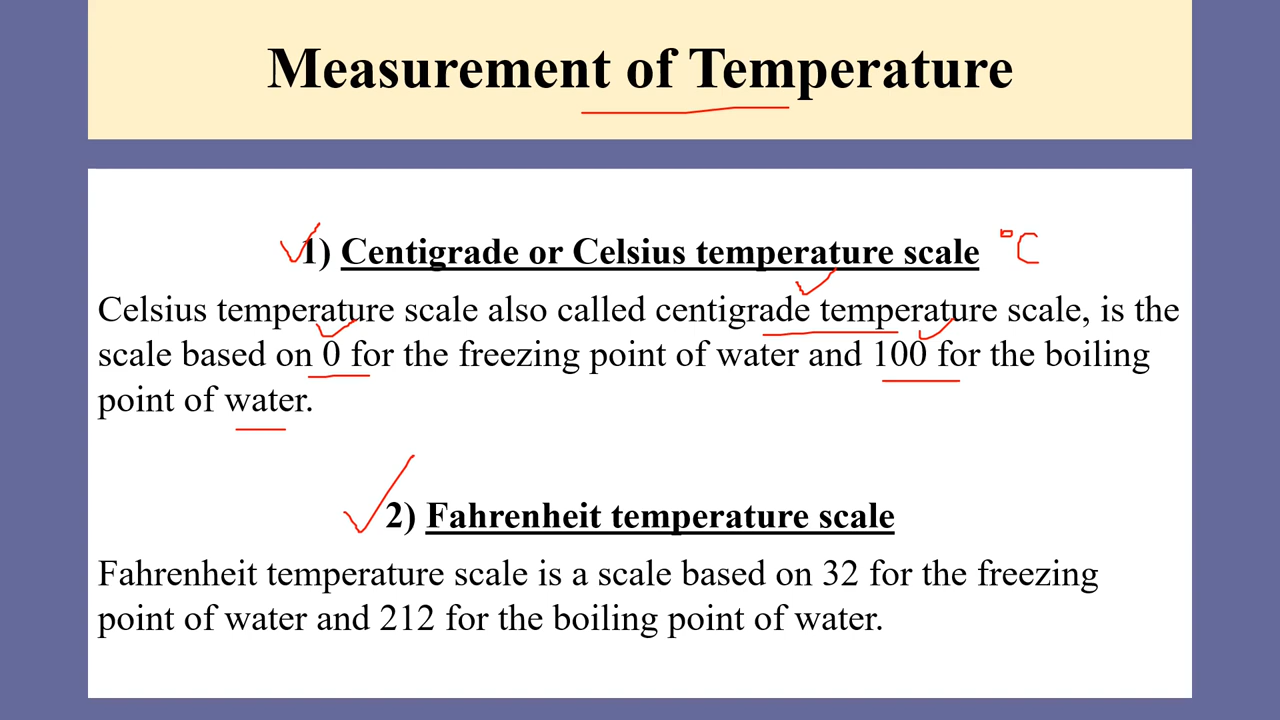 Measurement of Temperature
1) Centigrade or Celsius temperature scale °C
Celsius temperature scale also called centigrade temperature scale, is the
scale based on 0 for the freezing point of water and 100 for the boiling
point of water.
2) Fahrenheit temperature scale
Fahrenheit temperature scale is a scale based on 32 for the freezing
point of water and 212 for the boiling point of water.